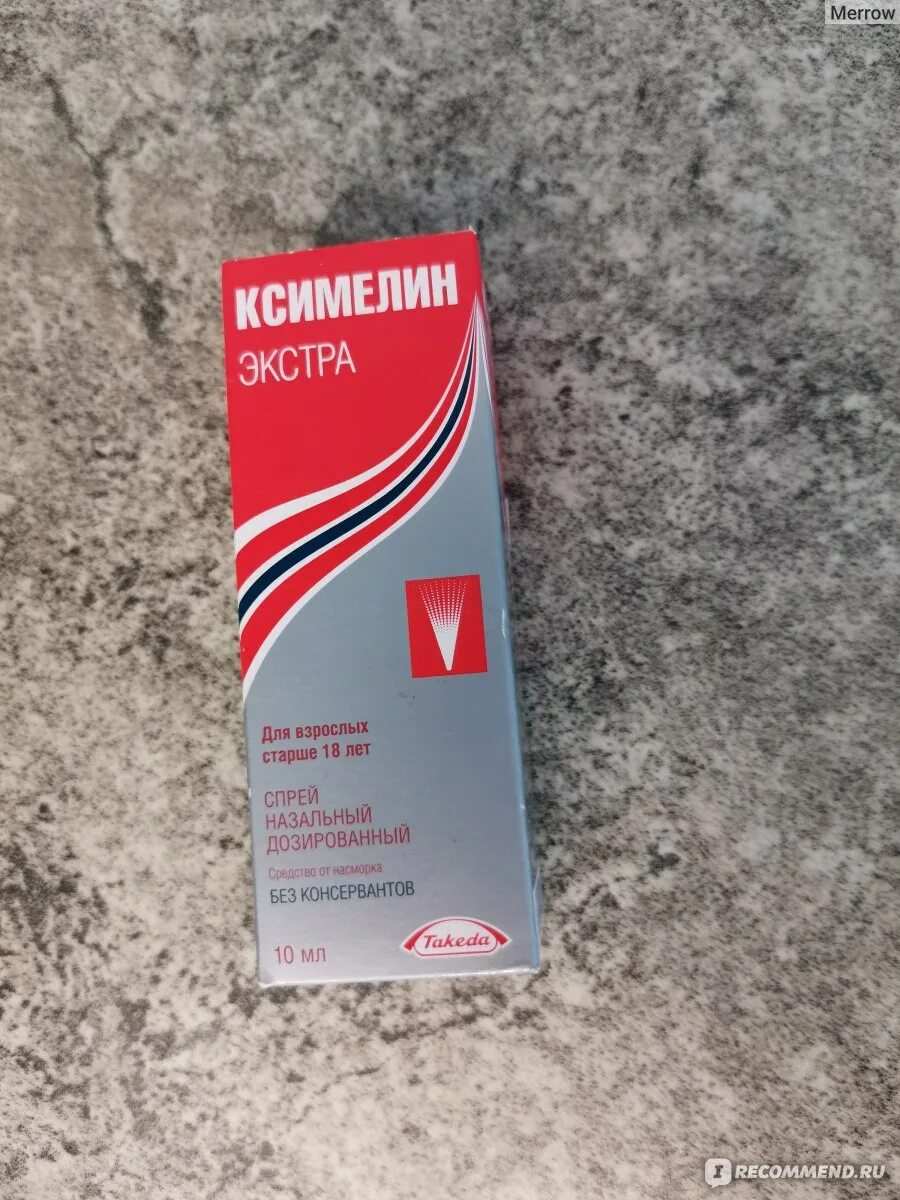 Merrow
КСИМЕЛИН
ЭКСТРА
Для взрослых
старше 18 лет
СПРЕЙ
НАЗАЛЬНЫЙ
ДОЗИРОВАННЫЙ
Средство от насморка
БЕЗ КОНСЕРВАНТОВ
10 мл
Takeda
IRECOMMEND.RU